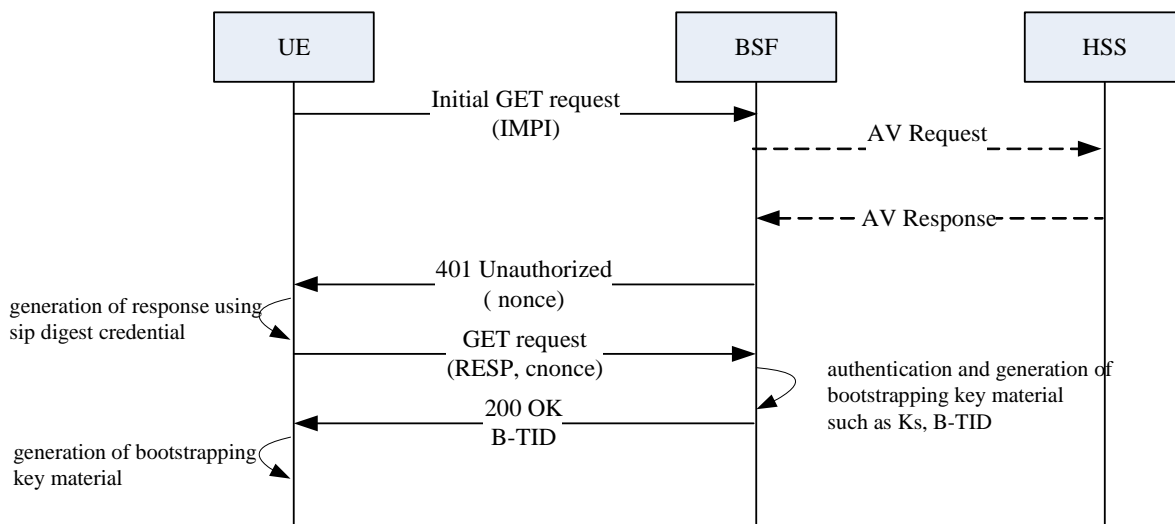 UE
BSF
HSS
Initial GET request
(IMPI)
AV Request
AV Response
401 Unauthorized
( nonce)
generation of response using
sip digest credential
GET request
(RESP, cnonce)
authentication and generation of
bootstrapping key material
such as Ks, B-TID
200 OK
B-TID
generation of bootstrapping
key material